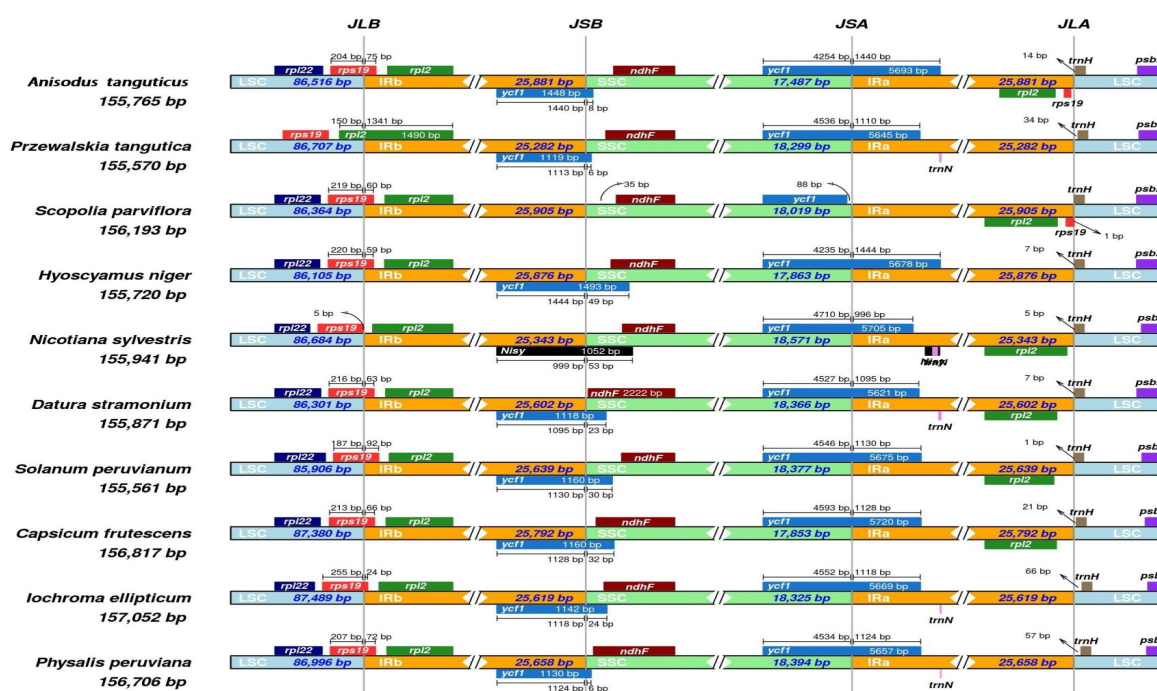 JLB JSB JSA JLA
204 bp 75 bp 4254 bp 1440 bp 14 bp trnH
rpl22 rps19 rpl2 ndhF ycf1 5693 bp psb
Anisodus tanguticus LSC 86,516 bp IRb 25,881 bp SSC 17,487 bp IRa 25,881 bp LSC
155,765 bp ycf1 1448 bp rpl2 rps19
1440 bp 8 bp
150 bp 1341 bp 4536 bp 1110 bp 34 bp trnH
rps19 rpl2 1490 bp ndhF ycf1 5645 bp psb
Przewalskia tangutica LSC 86,707 bp IRb 25,282 bp SSC 18,299 bp IRa 25,282 bp LSC
155,570 bp ycf1 1119 bp trnN
1113 bp 6 bp
219 bp 60 bp 35 bp 88 bp trnH
rpl22 rps19 rpl2 ndhF ycf1 psb
Scopolia parviflora LSC 86,364 bp IRb 25,905 bp SSC 18,019 bp IRa 25,905 bp LSC
156,193 bp rpl2 rps19 1 bp
220 bp 59 bp 4235 bp 1444 bp 7 bp trnH
rpl22 rps19 rpl2 ndhF ycf1 5678 bp psb
Hyoscyamus niger LSC 86,105 bp IRb 25,876 bp SSC 17,863 bp IRa 25,876 bp LSC
155,720 bp ycf1 1493 bp
1444 bp 49 bp
5 bp 4710 bp 996 bp 5 bp trnH
rpl22 rps19 rpl2 ndhF ycf1 5705 bp psb
Nicotiana sylvestris LSC 86,684 bp IRb 25,343 bp SSC 18,571 bp IRa 25,343 bp LSC
155,941 bp Nisy 1052 bp rpl2
999 bp 53 bp
216 bp 63 bp 4527 bp 1095 bp 7 bp trnH
rpl22 rps19 rpl2 ndhF 2222 bp ycf1 5621 bp psb
Datura stramonium LSC 86,301 bp IRb 25,602 bp SSC 18,366 bp IRa 25,602 bp LSC
155,871 bp ycf1 1118 bp trnN rpl2
1095 bp 23 bp
187 bp 92 bp 4546 bp 1130 bp 1 bp trnH
rpl22 rps19 rpl2 ndhF ycf1 5675 bp psb
Solanum peruvianum LSC 85,906 bp IRb 25,639 bp SSC 18,377 bp IRa 25,639 bp LSC
155,561 bp ycf1 1160 bp rpl2
1130 bp 30 bp
213 bp 66 bp 4593 bp 1128 bp 21 bp trnH
rpl22 rps19 rpl2 ndhF ycf1 5720 bp psb
Capsicum frutescens LSC 87,380 bp IRb 25,792 bp SSC 17,853 bp IRa 25,792 bp LSC
156,817 bp ycf1 1160 bp rpl2
1128 bp 32 bp
255 bp 24 bp 4552 bp 1118 bp 66 bp trnH
rpl22 rps19 rpl2 ndhF ycf1 5669 bp psb
Iochroma ellipticum LSC 87,489 bp IRb 25,619 bp SSC 18,325 bp IRa 25,619 bp LSC
157,052 bp ycf1 1142 bp trnN
1118 bp 24 bp
207 bp 72 bp 4534 bp 1124 bp 57 bp trnH
rpl22 rps19 rpl2 ndhF ycf1 5657 bp psb
Physalis peruviana LSC 86,996 bp IRb 25,658 bp SSC 18,394 bp IRa 25,658 bp LSC
156,706 bp ycf1 1130 bp trnN
1124 bp 6 bp